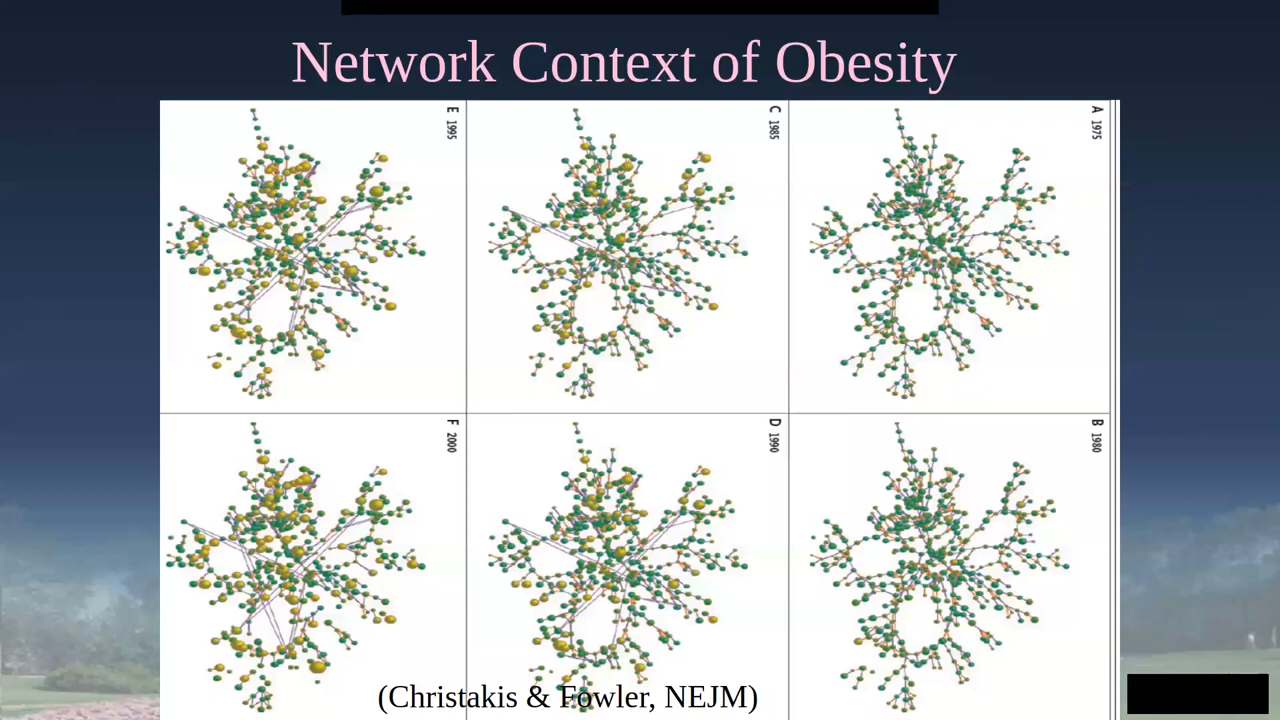 Network Context of Obesity
E 1995
C 1985
A 1975
F 2000
D 1990
B 1980
(Christakis & Fowler, NEJM)